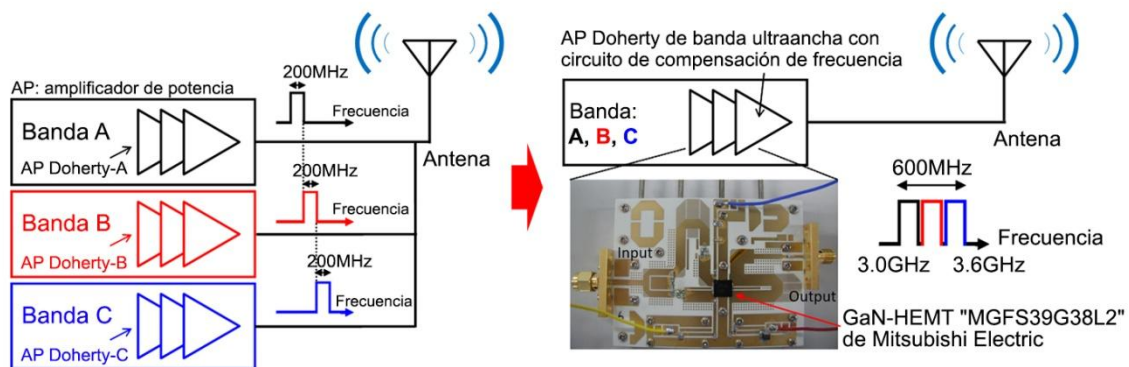 AP: amplificador de potencia
Banda A
AP Doherty-A
200MHz
Frecuencia
Banda B
AP Doherty-B
200MHz
Frecuencia
Banda C
AP Doherty-C
200MHz
Frecuencia
Antena
AP Doherty de banda ultraancha con
circuito de compensación de frecuencia
Banda:
A, B, C
Antena
Input
Output
600MHz
Frecuencia
3.0GHz
3.6GHz
GaN-HEMT "MGFS39G38L2"
de Mitsubishi Electric